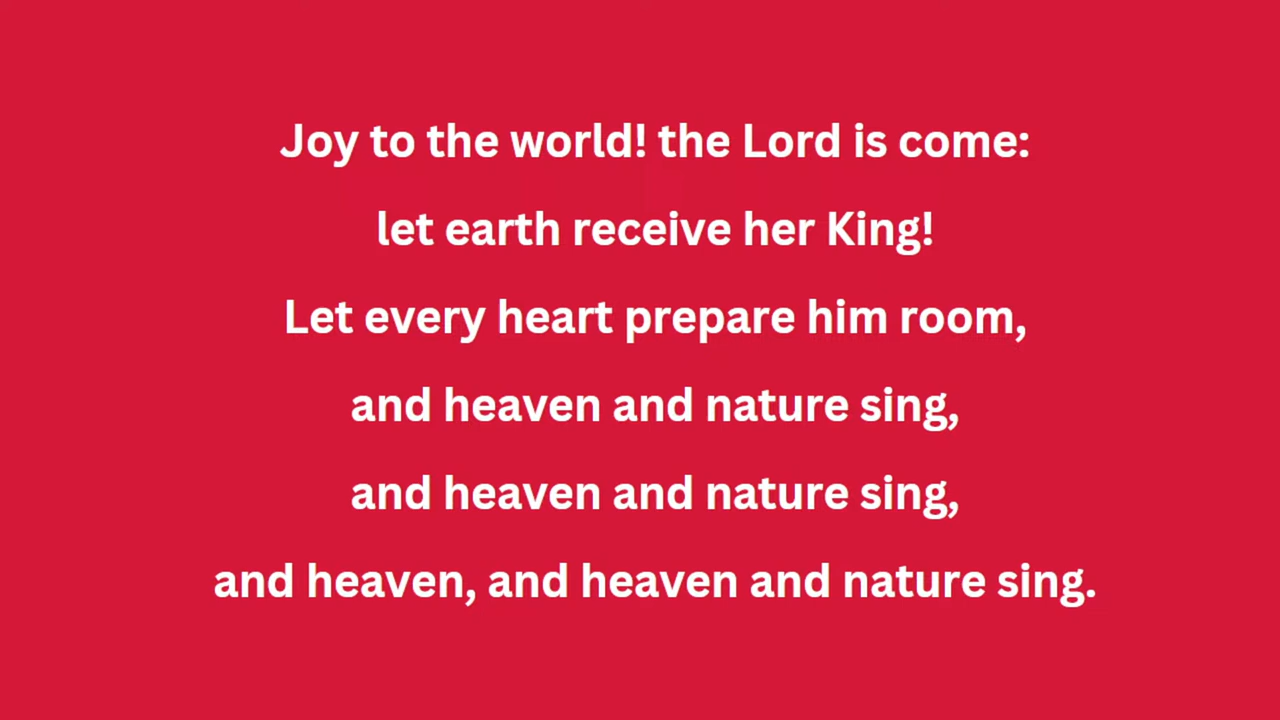 Joy to the world! the Lord is come:
let earth receive her King!
Let every heart prepare him room,
and heaven and nature sing,
and heaven and nature sing,
and heaven, and heaven and nature sing.